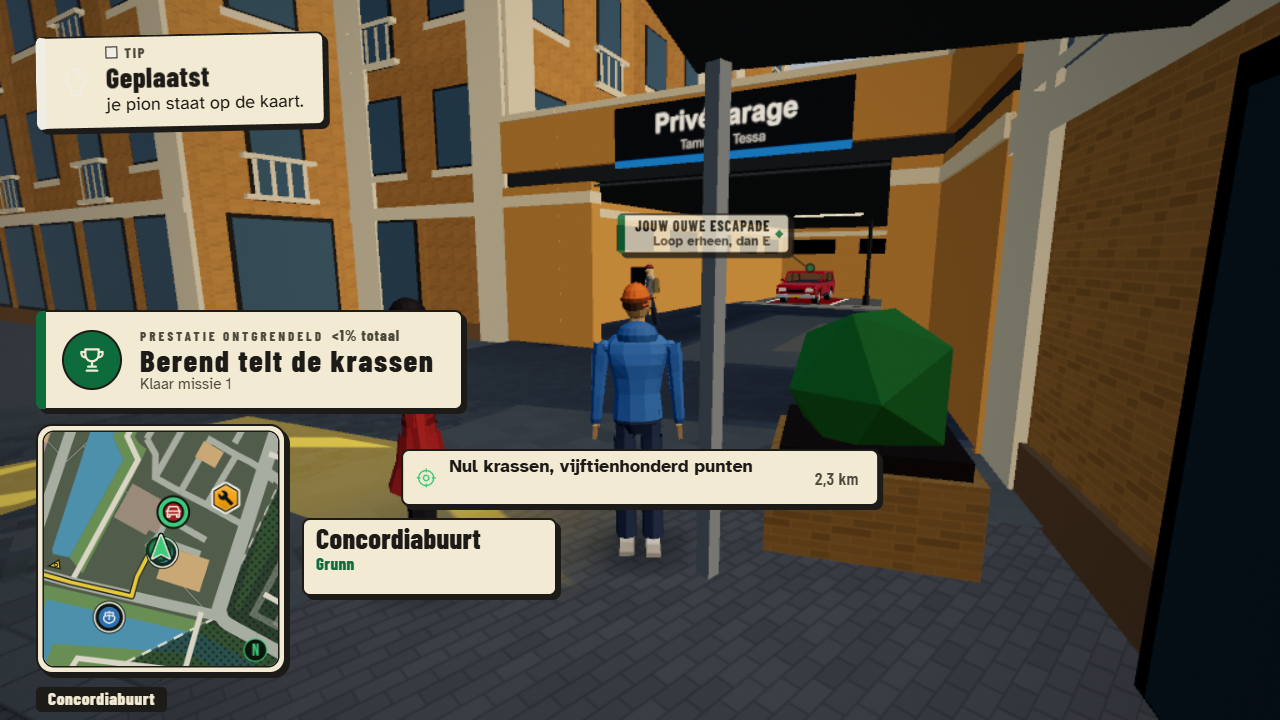 TIP
Geplaatst
je pion staat op de kaart.
Tessa
JOUW OUWE ESCAPADE
Loop erheen, dan E
PRESTATIE ONTGRENDELD <1% totaal
Berend telt de krassen
Klaar missie 1
Nul krassen, vijftienhonderd punten
2,3 km
Concordiabuurt
Grunn
N
Concordiabuurt